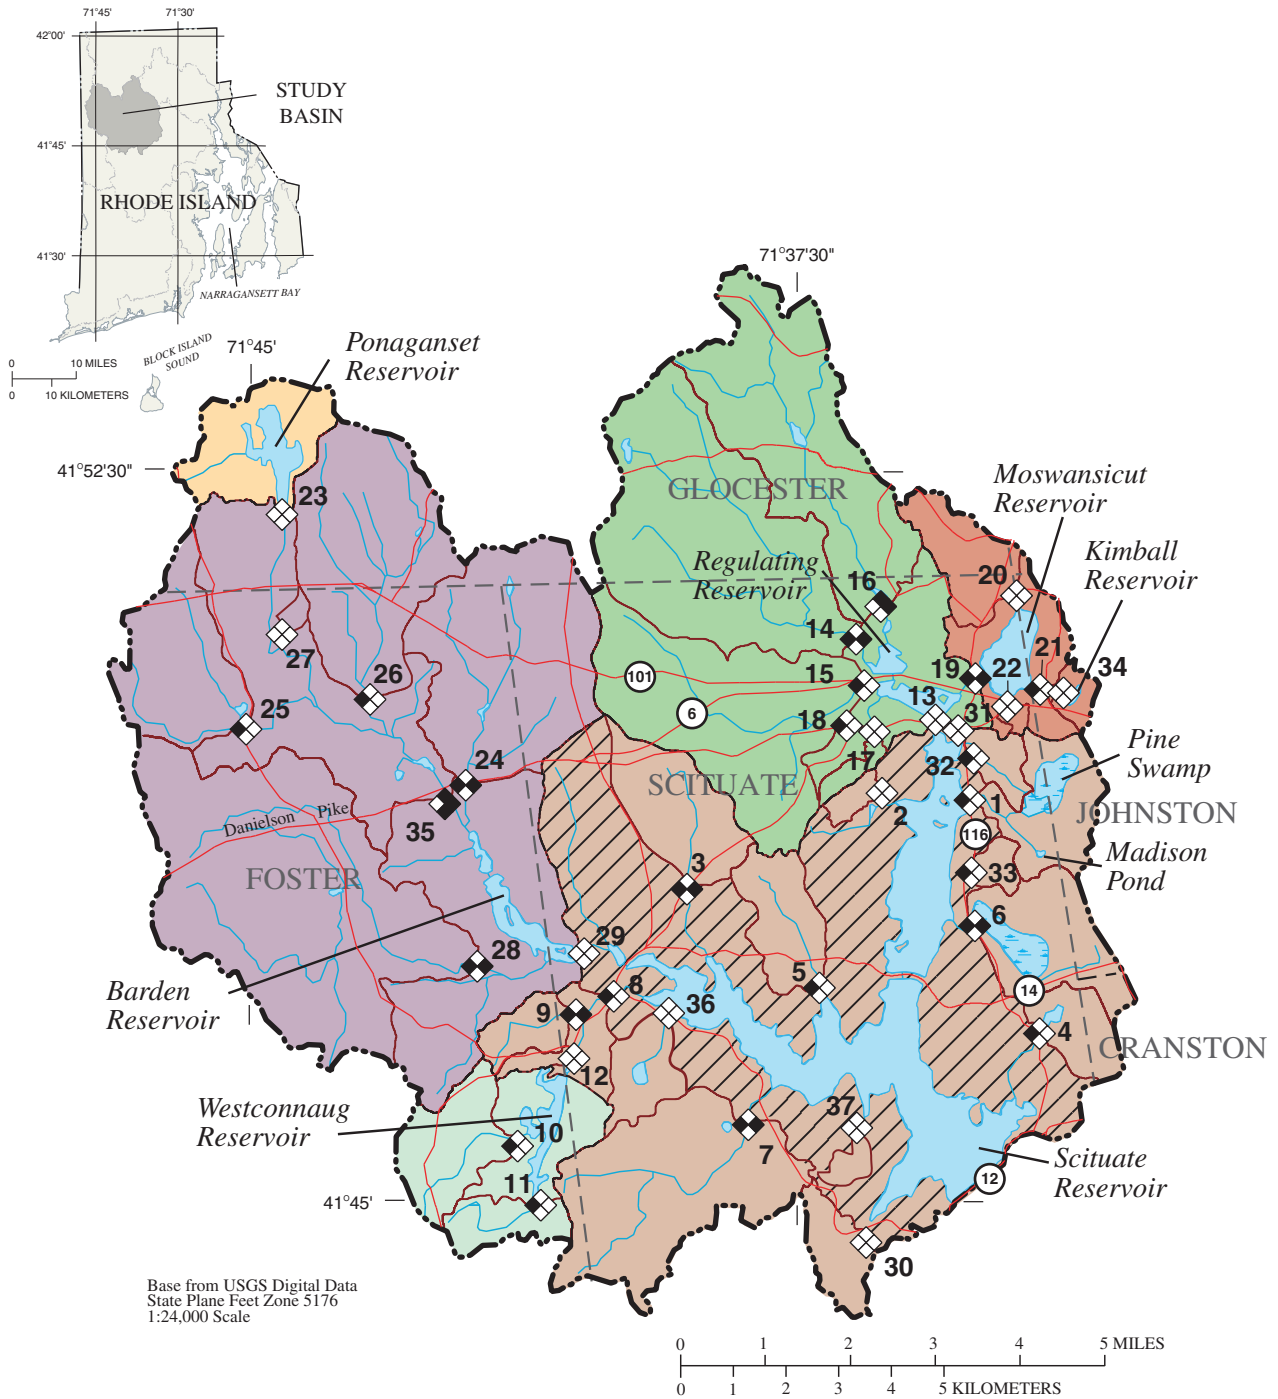 71°45' 71°30'
42°00'
STUDY
BASIN
41°45'
RHODE ISLAND
41°30'
NARRAGANSETT BAY
BLOCK ISLAND
SOUND
0 10 MILES
0 10 KILOMETERS
71°37'30"
71°45'
Ponaganset
Reservoir
41°52'30"
GLOCESTER
Moswansicut
Reservoir
Kimball
Reservoir
Regulating
Reservoir
23
16
20
14
27
26
15
19
22
21
34
101
6
13
31
25
18
17
24
SCITUATE
32
Pine
Swamp
2
1
JOHNSTON
35
Danielson Pike
116
Madison
Pond
FOSTER
3
33
6
28
29
5
Barden
Reservoir
8
36
14
9
4
CRANSTON
12
Westconnaug
Reservoir
10
37
7
11
Scituate
Reservoir
12
41°45'
30
Base from USGS Digital Data
State Plane Feet Zone 5176
1:24,000 Scale
0 1 2 3 4 5 MILES
0 1 2 3 4 5 KILOMETERS